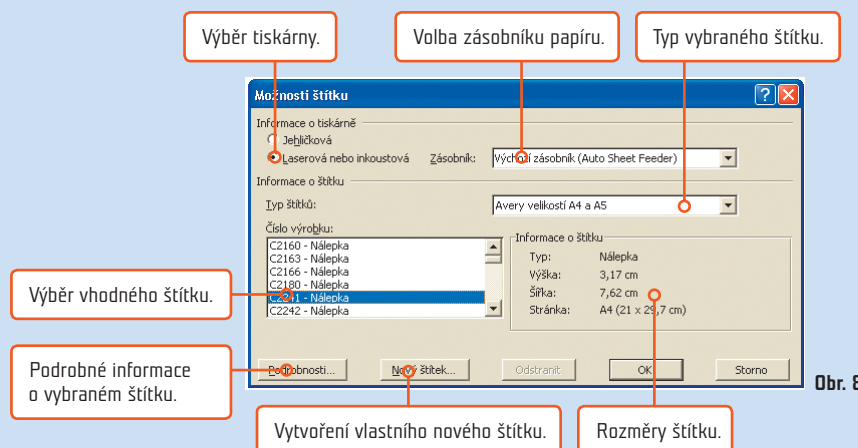 Výběr tiskárny.
Volba zásobníku papíru.
Typ vybraného štítku.
Možnosti štítku
Informace o tiskárně
Jehličková
Laserová nebo inkoustová
Zásobník:
Výchozí zásobník (Auto Sheet Feeder)
Informace o štítku
Typ štítků:
Avery velikostí A4 a A5
Číslo výrobku:
C2160 - Nálepka
C2163 - Nálepka
C2166 - Nálepka
C2180 - Nálepka
C2241 - Nálepka
C2242 - Nálepka
Informace o štítku
Typ: Nálepka
Výška: 3,17 cm
Šířka: 7,62 cm
Stránka: A4 (21 x 29,7 cm)
Výběr vhodného štítku.
Podrobné informace
o vybraném štítku.
Podrobnosti...
Nový štítek...
Odstranit
OK
Storno
Obr. 8
Vytvoření vlastního nového štítku.
Rozměry štítku.